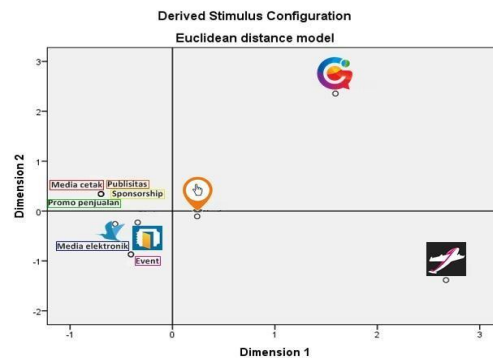 Derived Stimulus Configuration
Euclidean distance model
Dimension 2
3
2
1
0
-1
-2
Media cetak
Publisitas
Sponsorship
Promo penjualan
Media elektronik
Event
-1
0
1
2
3
Dimension 1